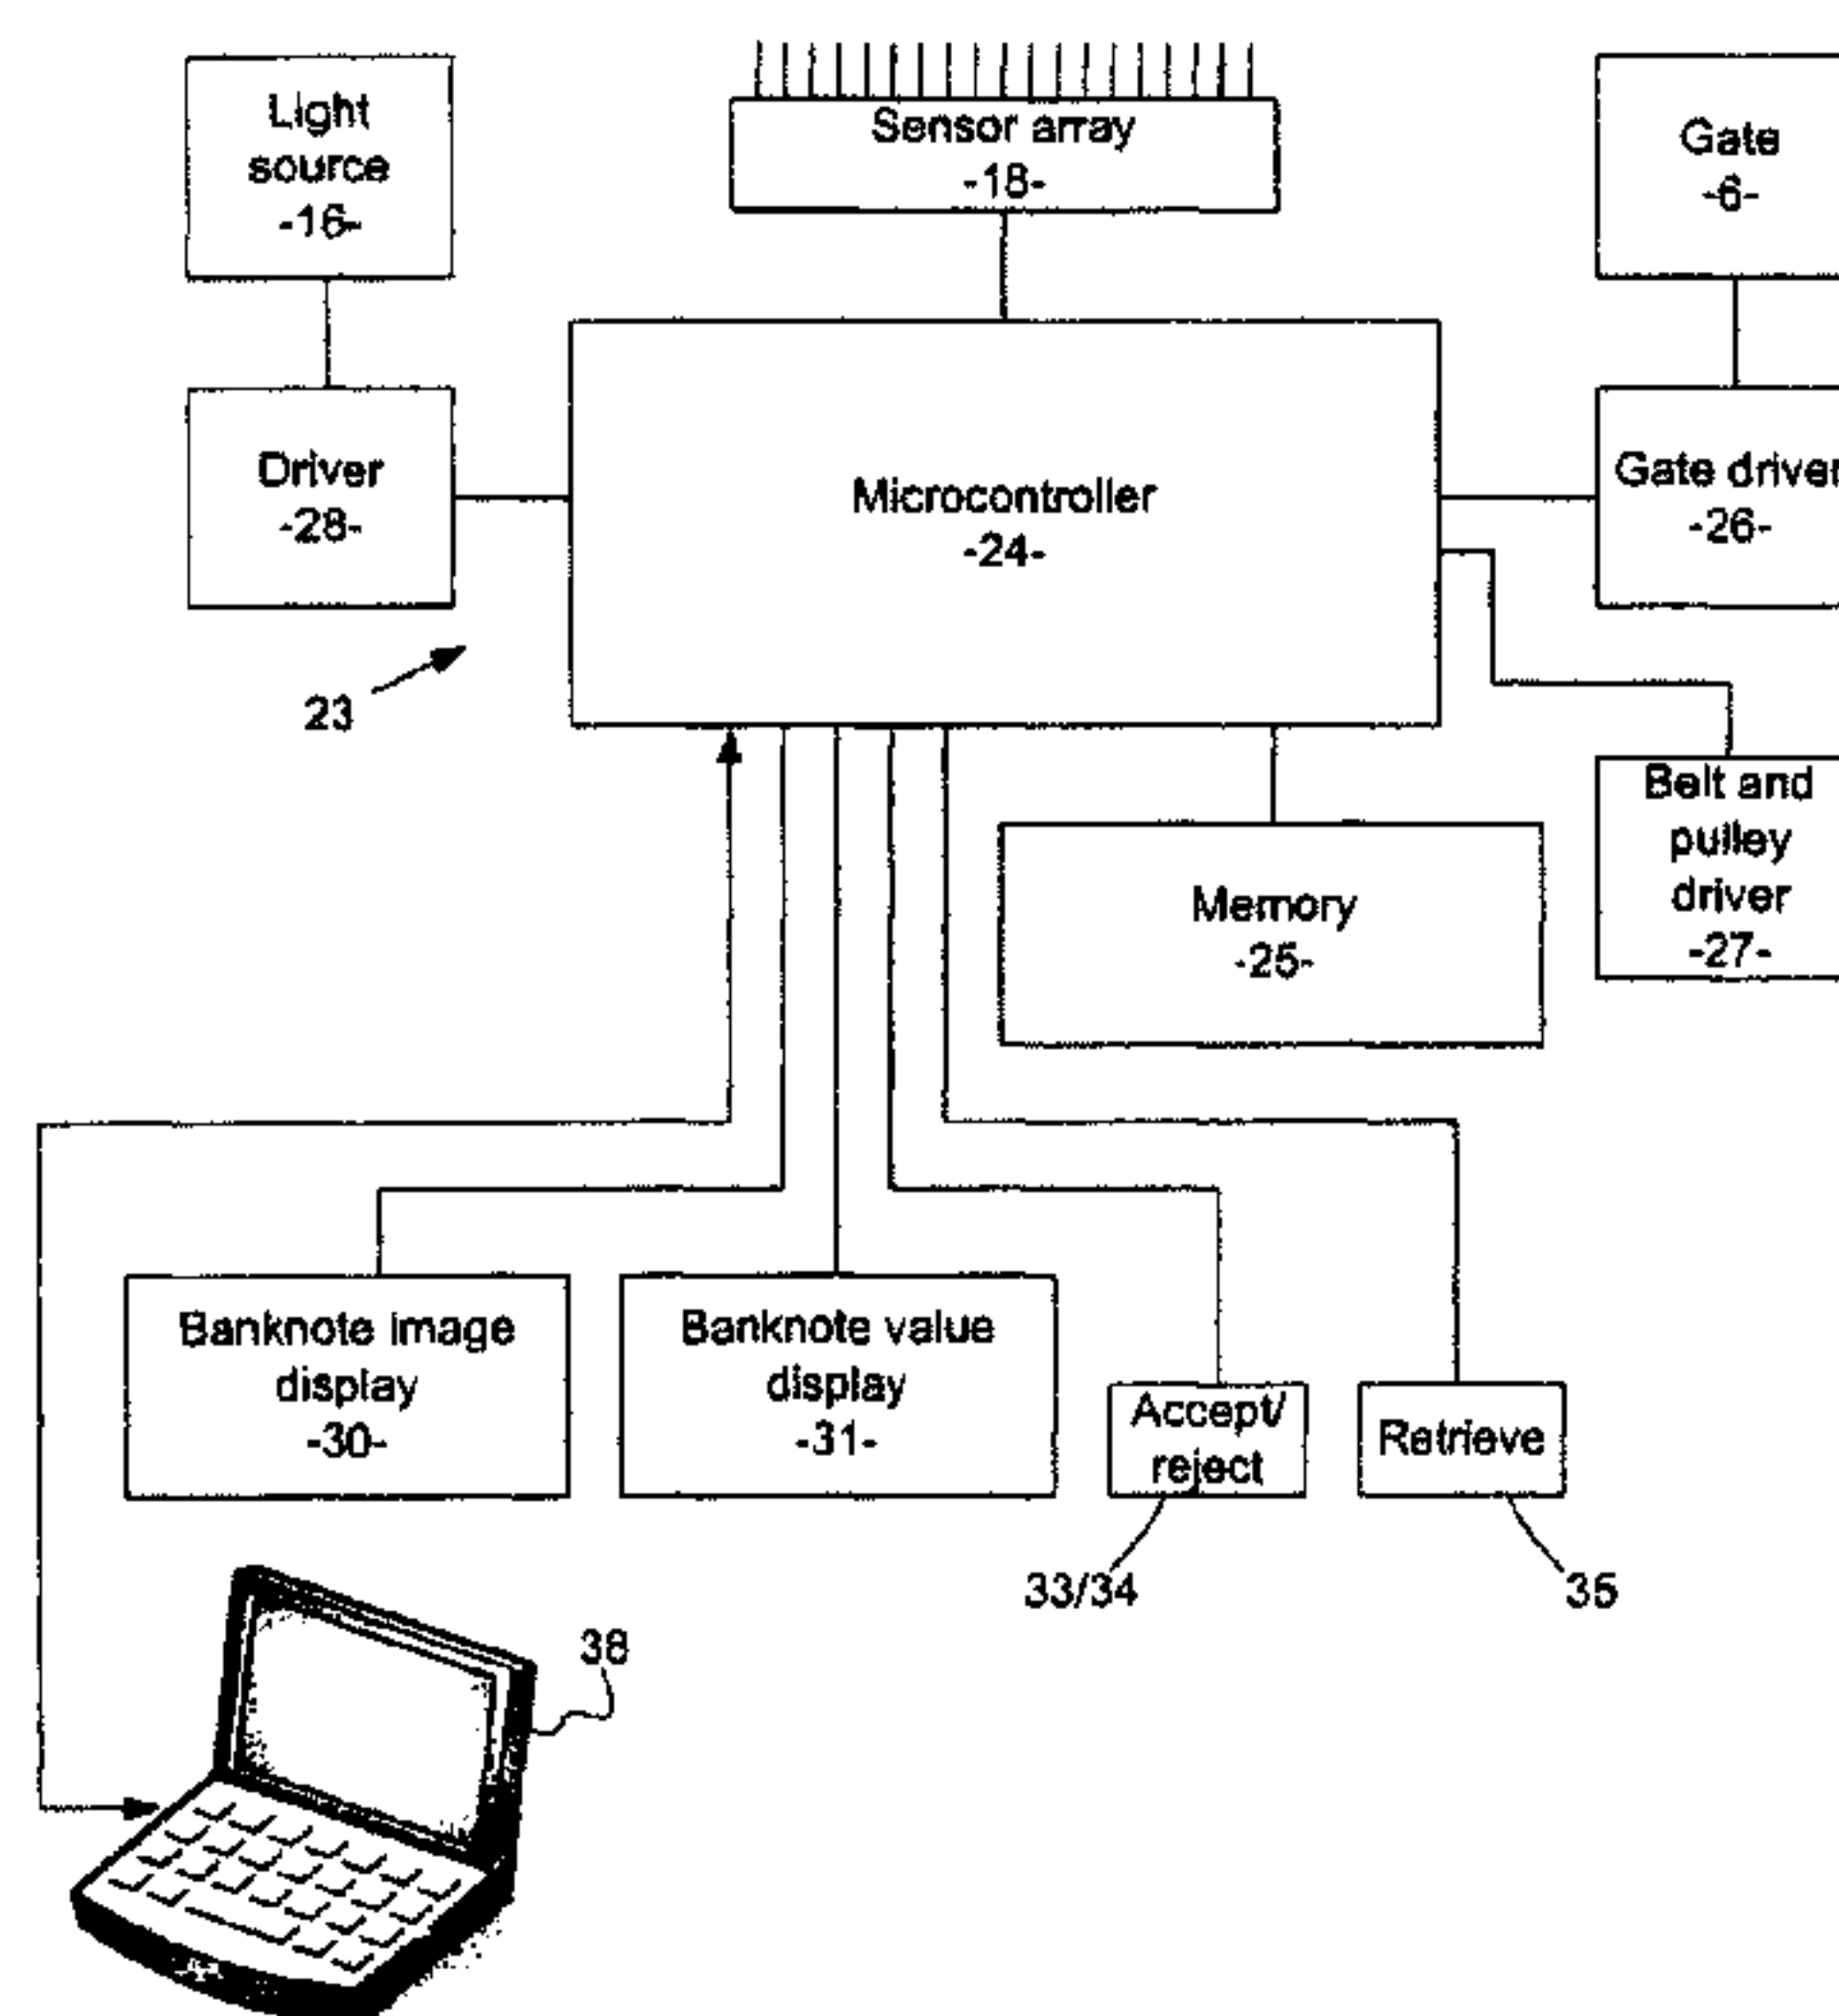 Light
source
-16-
Sensor array
-18-
Gate
-6-
Driver
-28-
Microcontroller
-24-
Gate driver
-26-
23
Belt and
pulley
driver
-27-
Memory
-25-
Banknote image
display
-30-
Banknote value
display
-31-
Accept/
reject
Retrieve
33/34
35
38